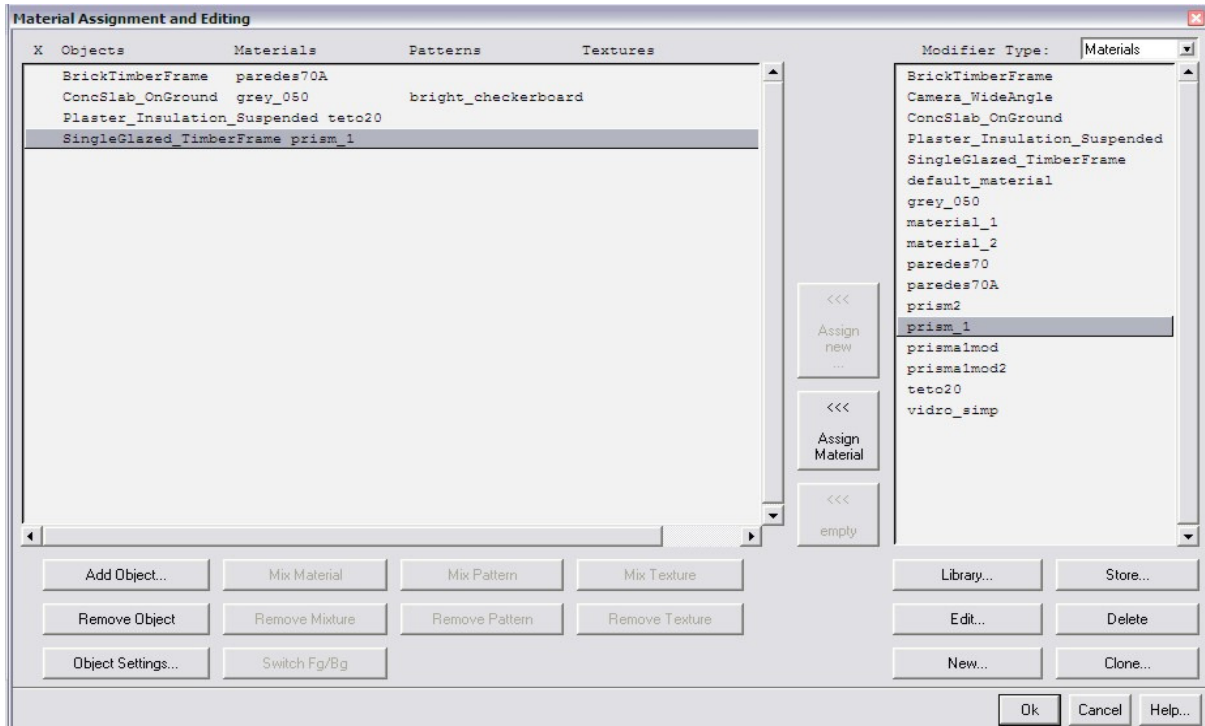 Material Assignment and Editing
X Objects Materials Patterns Textures
BrickTimberFrame paredes70A
ConcSlab_OnGround grey_050 bright_checkerboard
Plaster_Insulation_Suspended teto20
SingleGlazed_TimberFrame prism_1
Modifier Type: Materials
BrickTimberFrame
Camera_WideAngle
ConcSlab_OnGround
Plaster_Insulation_Suspended
SingleGlazed_TimberFrame
default_material
grey_050
material_1
material_2
paredes70
paredes70A
prism2
prism_1
prisma1mod
prisma1mod2
teto20
vidro_simp
<<<
Assign
new
...
<<<
Assign
Material
<<<
empty
Add Object... Mix Material Mix Pattern Mix Texture
Remove Object Remove Mixture Remove Pattern Remove Texture
Object Settings... Switch Fg/Bg
Library... Store...
Edit... Delete
New... Clone...
Ok Cancel Help...